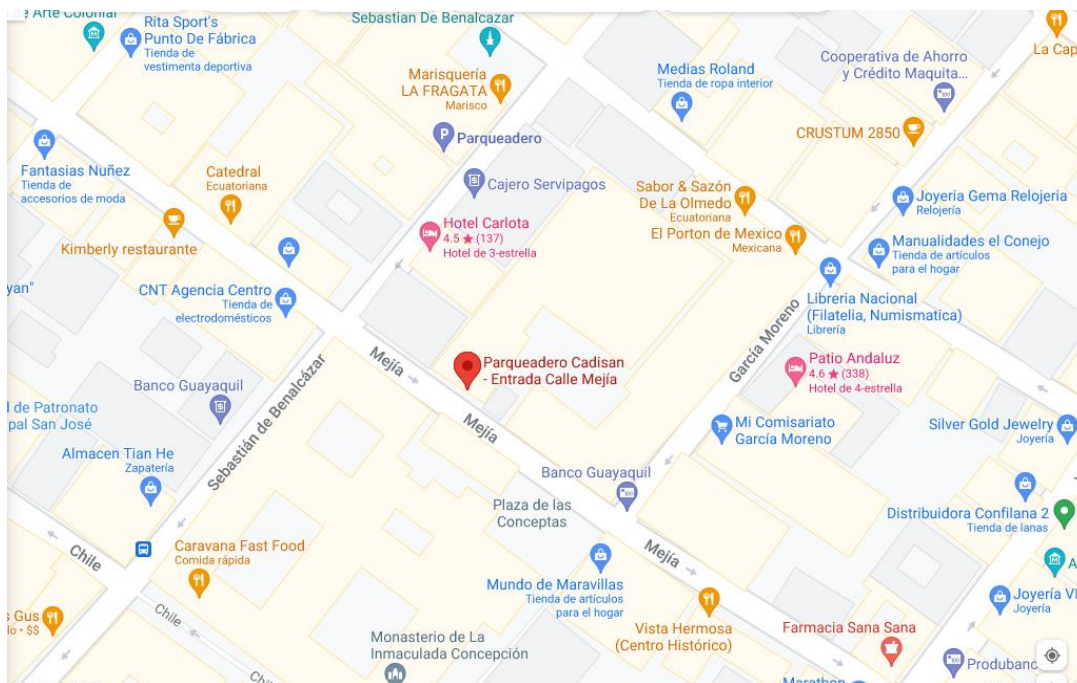 e Arte Colonial
Rita Sport's
Punto De Fábrica
Tienda de
vestimenta deportiva
Sebastian De Benalcazar
Marisquería
LA FRAGATA
Marisco
Medias Roland
Tienda de ropa interior
Cooperativa de Ahorro
y Crédito Maquita...
La Cap
CRUSTUM 2850
P
Parqueadero
Fantasias Nuñez
Tienda de
accesorios de moda
Catedral
Ecuatoriana
Cajero Servipagos
Sabor & Sazón
De La Olmedo
Ecuatoriana
Joyeria Gema Relojeria
Relojería
Kimberly restaurante
Hotel Carlota
4.5 ★ (137)
Hotel de 3-estrella
El Porton de Mexico
Mexicana
Manualidades el Conejo
Tienda de artículos
para el hogar
yan"
CNT Agencia Centro
Tienda de
electrodomésticos
Libreria Nacional
(Filatelia, Numismatica)
Librería
García Moreno
Mejía
Parqueadero Cadisan
- Entrada Calle Mejía
Patio Andaluz
4.6 ★ (338)
Hotel de 4-estrella
Banco Guayaquil
Sebastián de Benalcázar
d de Patronato
pal San José
Mejía
Mi Comisariato
García Moreno
Silver Gold Jewelry
Joyería
Almacen Tian He
Zapatería
Banco Guayaquil
Plaza de las
Conceptas
Distribuidora Confilana 2
Tienda de lanas
Chile
Caravana Fast Food
Comida rápida
Mejía
Mundo de Maravillas
Tienda de artículos
para el hogar
A
Joyería VI
Joyería
s Gus
lo • $$
Chile
Monasterio de La
Inmaculada Concepción
Vista Hermosa
(Centro Histórico)
Farmacia Sana Sana
Produbanc
Chil
Marathon